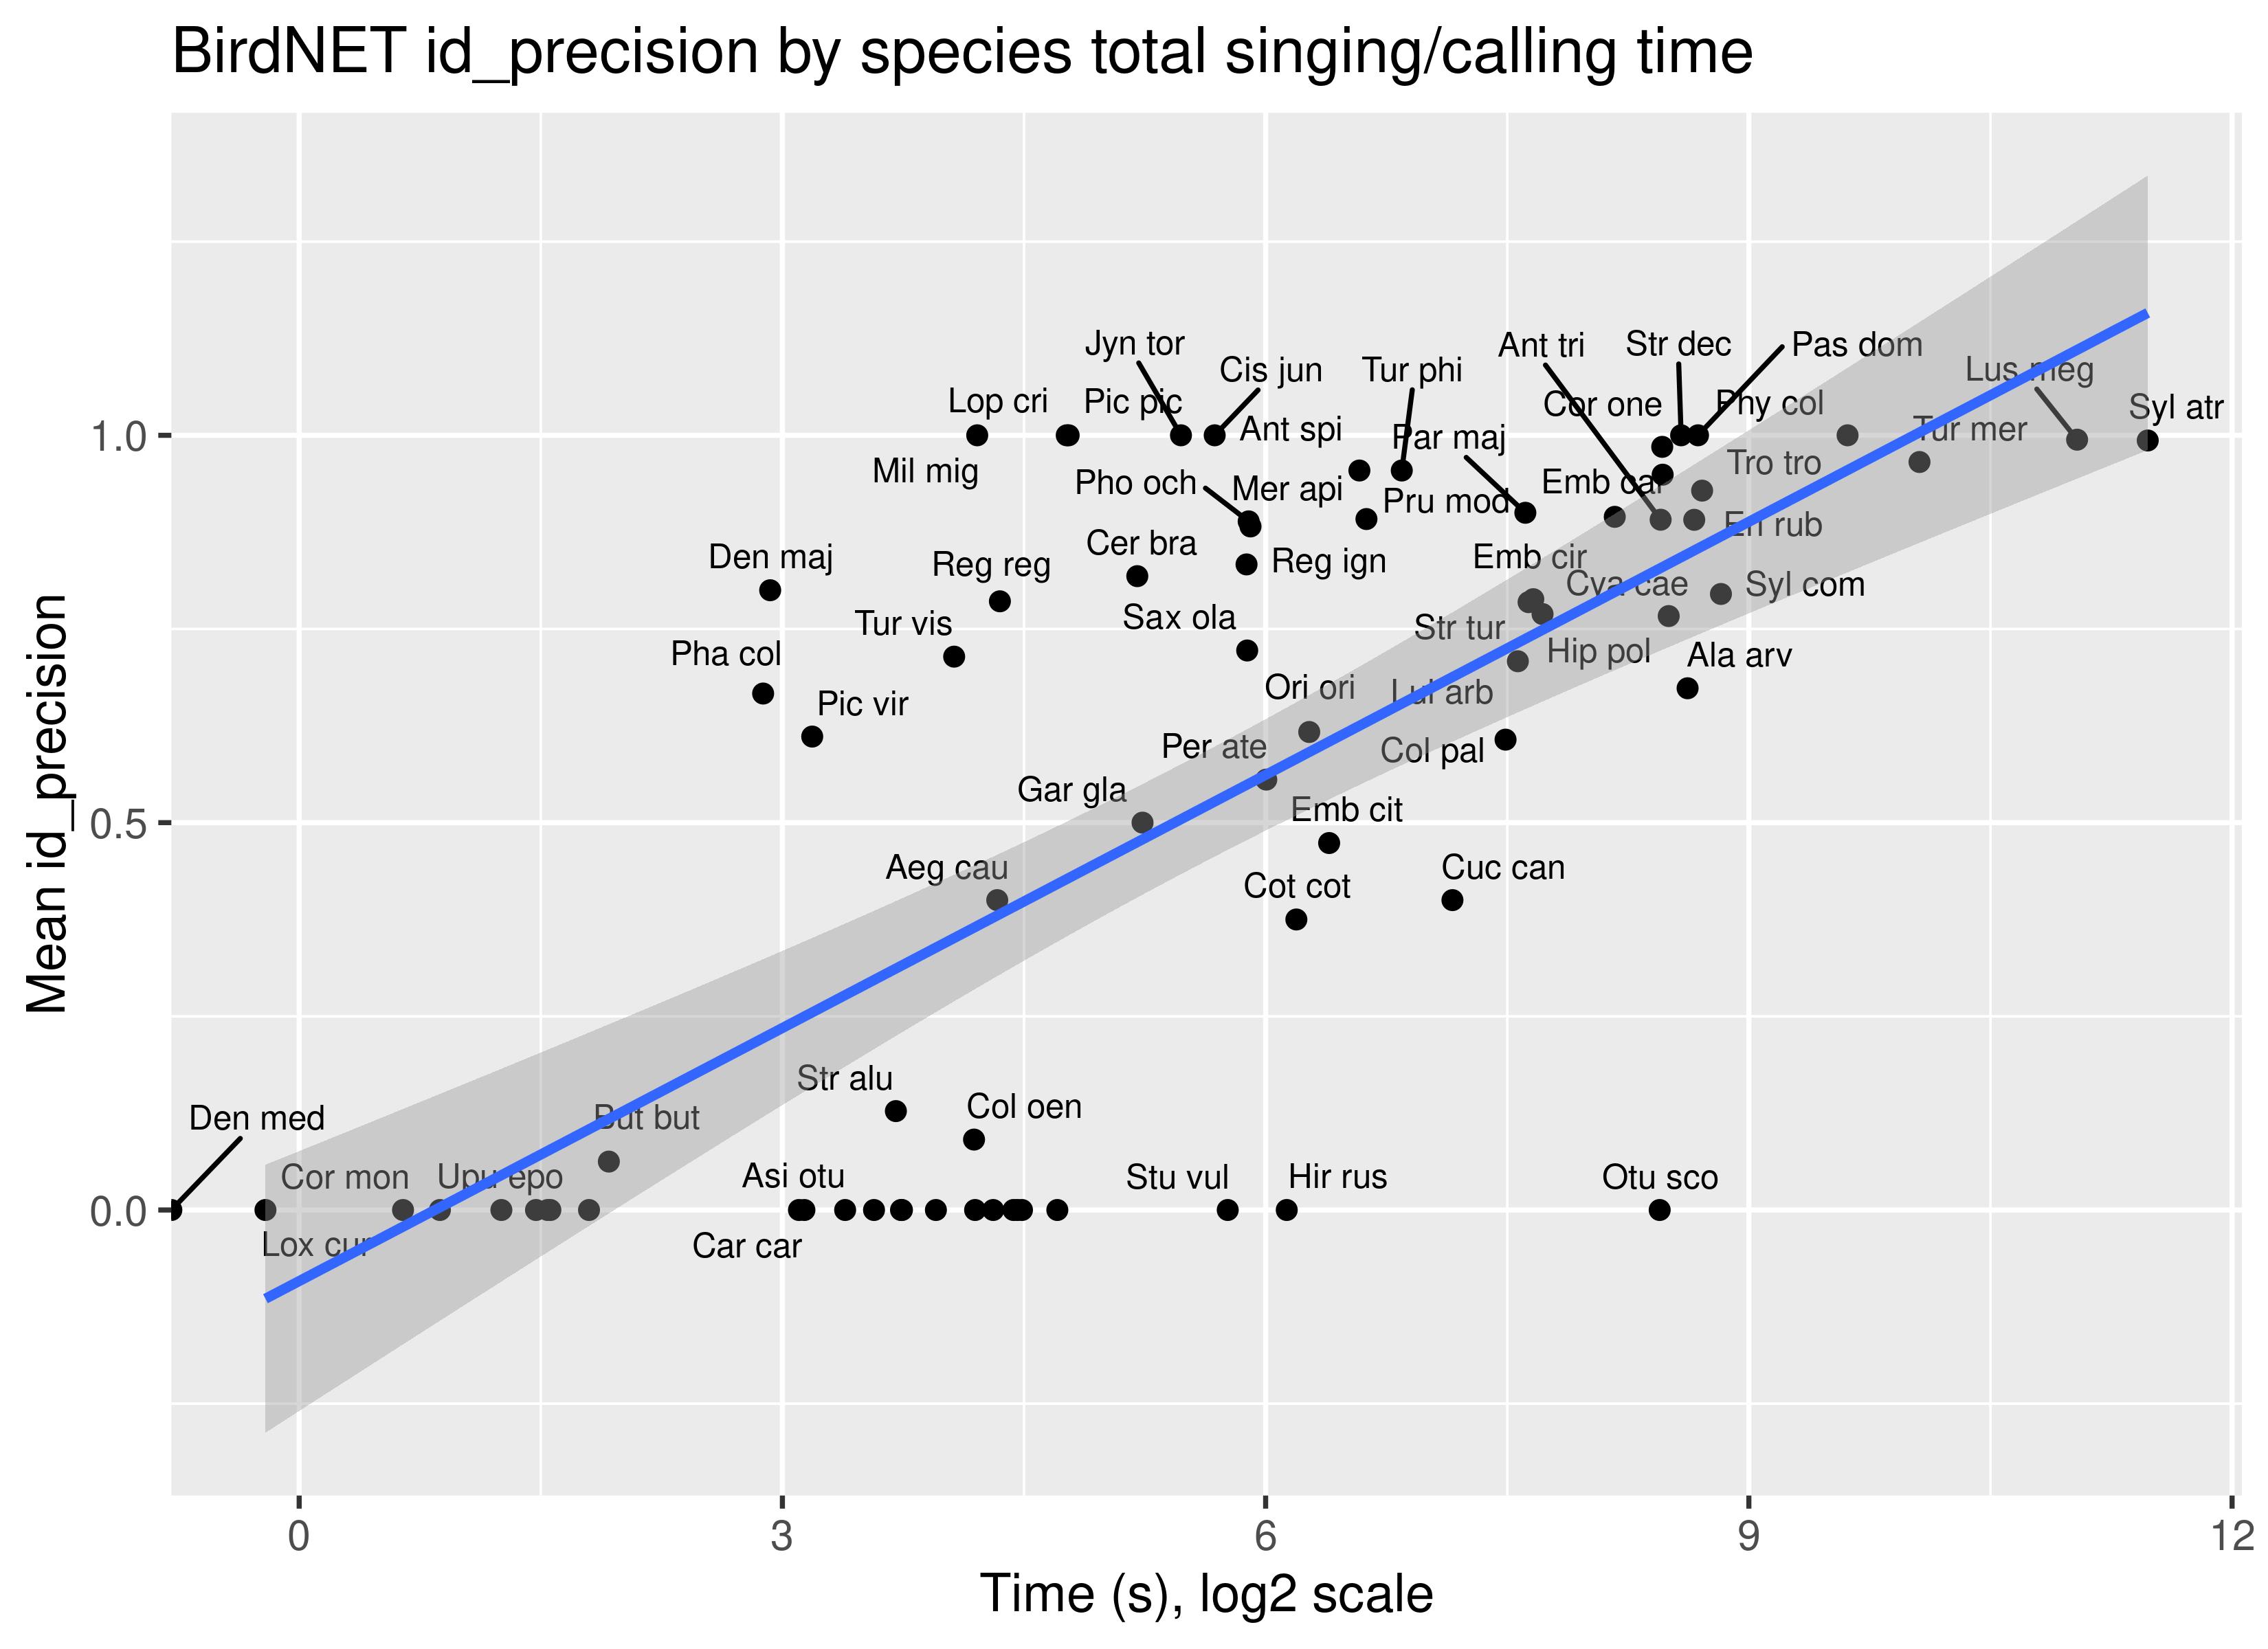 BirdNET id_precision by species total singing/calling time
Jyn tor
Ant tri
Str dec
Pas dom
Cis jun
Tur phi
Lus meg
Lop cri
Pic pic
Cor one
Phy col
Syl atr
Ant spi
Par maj
Tur mer
1.0
Mil mig
Tro tro
Pho och
Mer api
Emb cal
Pru mod
Eri rub
Cer bra
Den maj
Reg reg
Reg ign
Emb cir
Cya cae
Syl com
Tur vis
Sax ola
Str tur
Pha col
Hip pol
Ala arv
Pic vir
Ori ori
Lul arb
Per ate
Col pal
Gar gla
Emb cit
0.5
Aeg cau
Cuc can
Cot cot
Mean id_precision
Str alu
Col oen
Den med
But but
Cor mon
Upu epo
Asi otu
Stu vul
Hir rus
Otu sco
0.0
Lox cur
Car car
0
3
6
9
12
Time (s), log2 scale